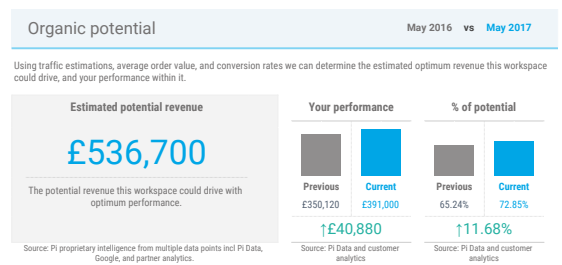 Organic potential
May 2016 vs May 2017
Using traffic estimations, average order value, and conversion rates we can determine the estimated optimum revenue this workspace
could drive, and your performance within it.
Estimated potential revenue
£536,700
The potential revenue this workspace could drive with
optimum performance.
Source: Pi proprietary intelligence from multiple data points incl Pi Data,
Google, and partner analytics.
Your performance
Previous Current
£350,120 £391,000
↑£40,880
Source: Pi Data and customer
analytics
% of potential
Previous Current
65.24% 72.85%
↑11.68%
Source: Pi Data and customer
analytics